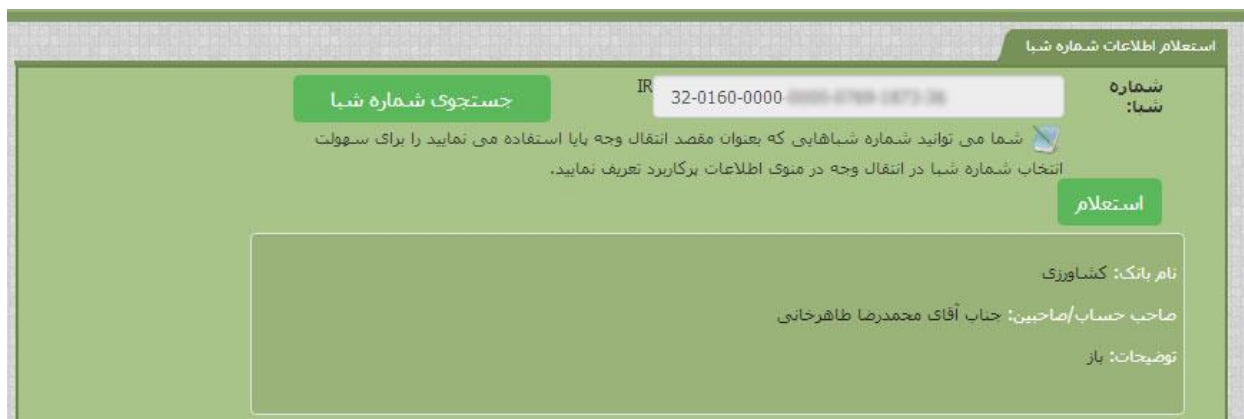 استعلام اطلاعات شماره شبا
شماره شبا:
32-0160-0000-
IR
جستجوی شماره شبا
شما می توانید شماره شباهایی که بعنوان مقصد انتقال وجه پایا استفاده می نمایید را برای سهولت
انتخاب شماره شبا در انتقال وجه در منوی اطلاعات پرکاربرد تعریف نمایید.
استعلام
نام بانک: کشاورزی
صاحب حساب/صاحبین: جناب آقای محمدرضا طاهرخانی
توضیحات: باز